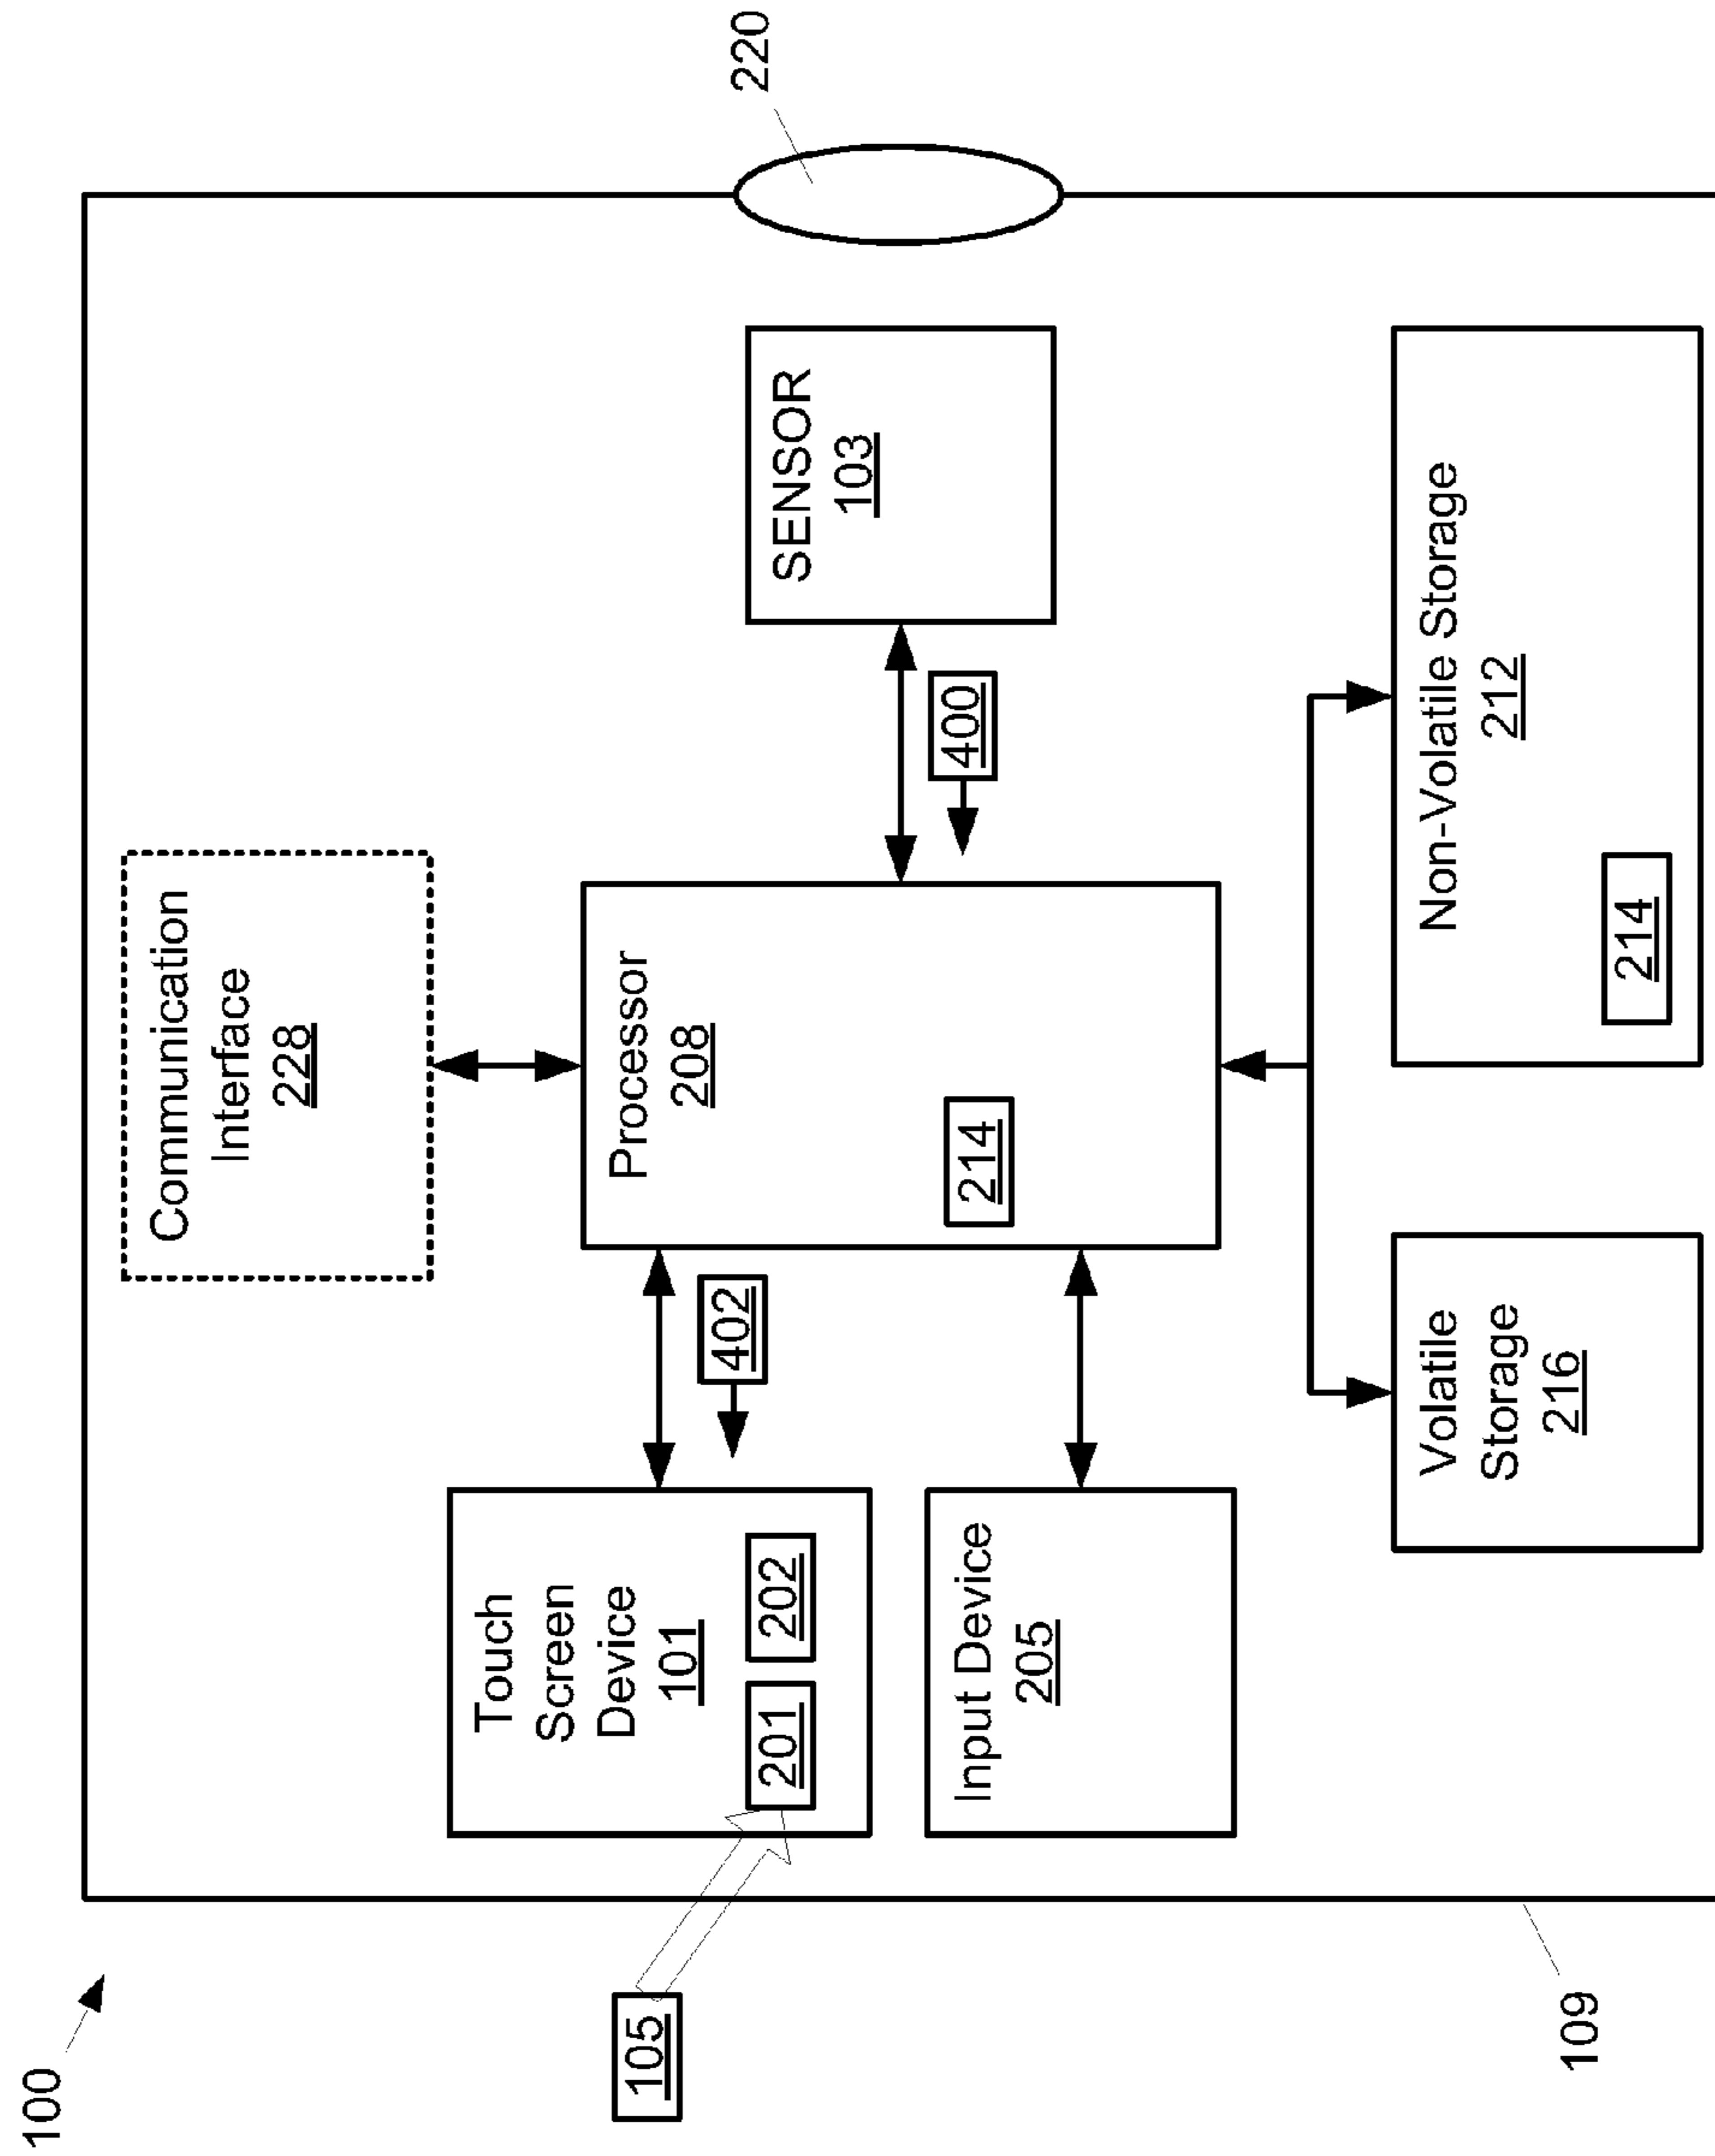 100
Communication
Interface
228
Touch
Screen
Device
101
201
202
402
Processor
208
214
SENSOR
103
400
220
105
Input Device
205
Volatile
Storage
216
Non-Volatile Storage
212
214
109